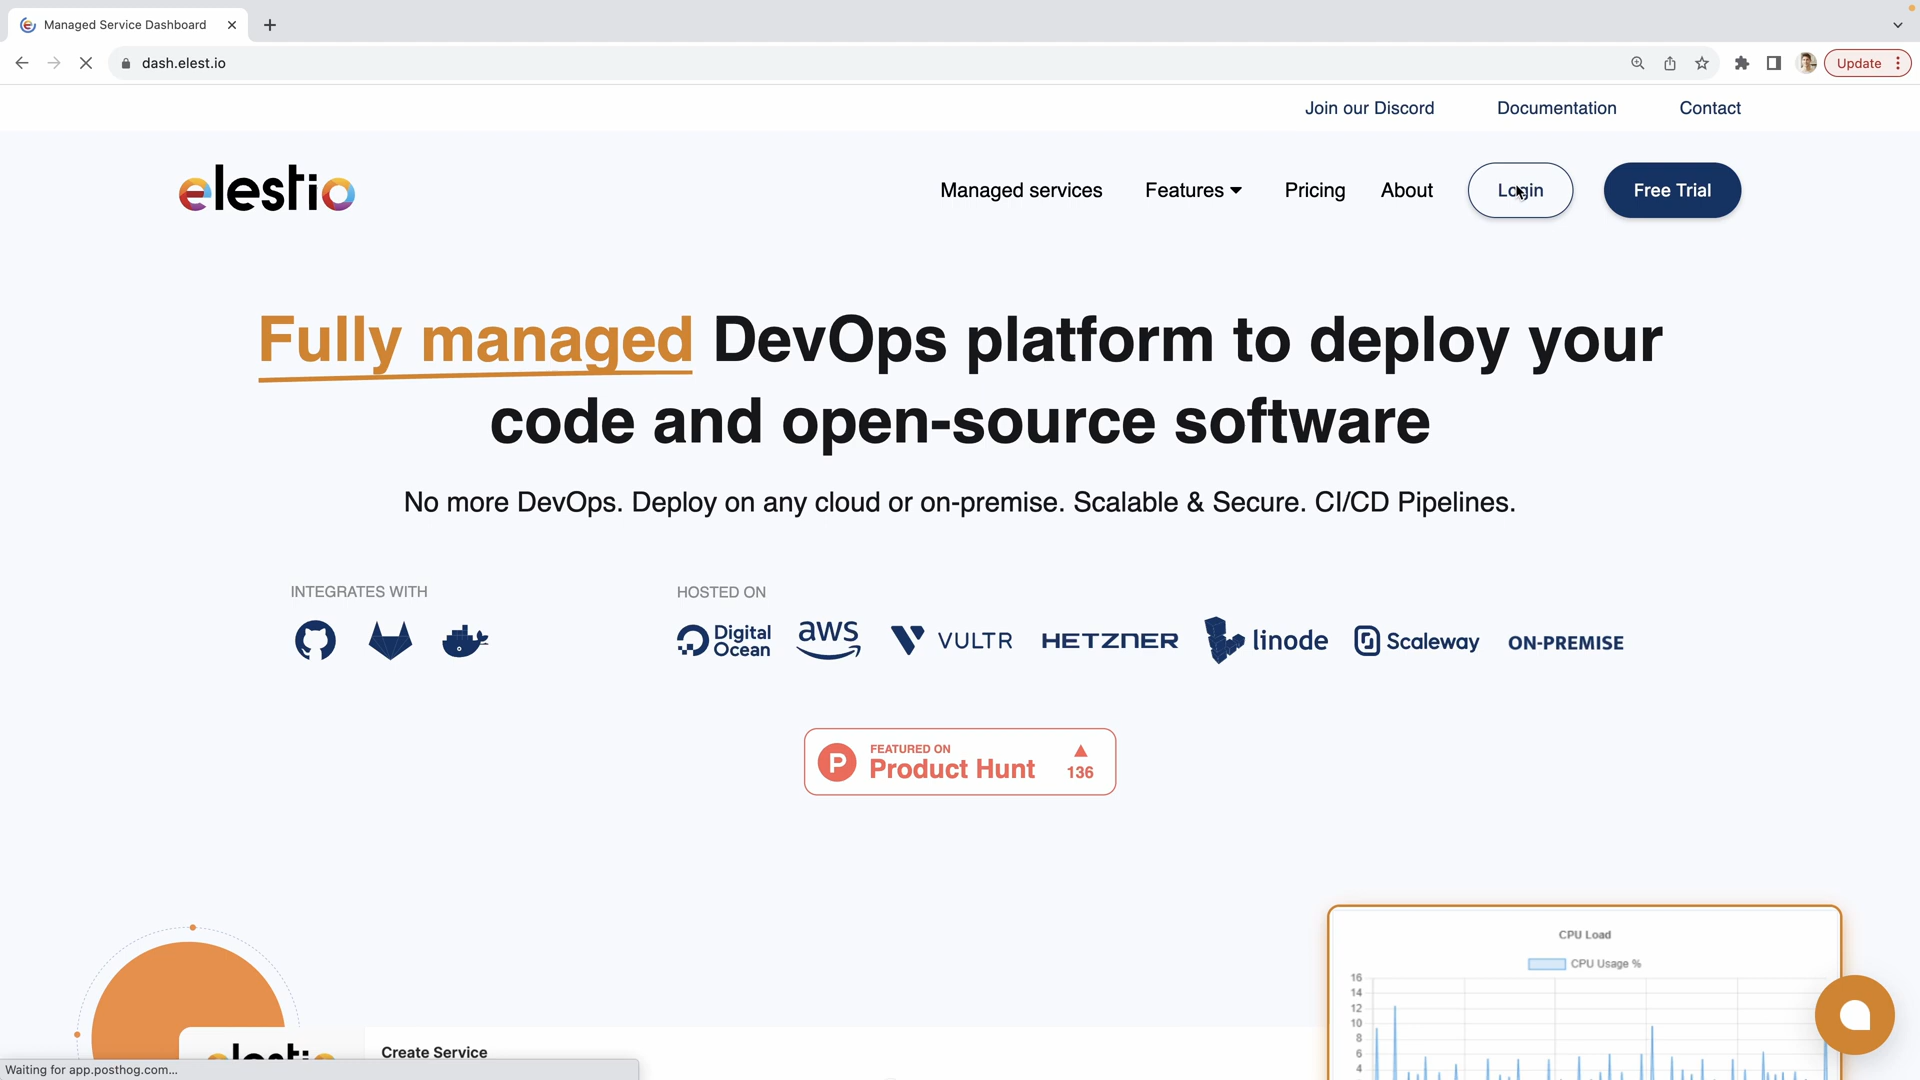 Managed Service Dashboard
dash.elest.io
Update
Join our Discord
Documentation
Contact
elestio
Managed services
Features
Pricing
About
Login
Free Trial
Fully managed DevOps platform to deploy your
code and open-source software
No more DevOps. Deploy on any cloud or on-premise. Scalable & Secure. CI/CD Pipelines.
INTEGRATES WITH
HOSTED ON
Digital
Ocean
aws
VULTR
HETZNER
linode
Scaleway
ON-PREMISE
P
FEATURED ON
Product Hunt
136
CPU Load
CPU Usage %
16
14
12
10
8
6
4
elestio
Create Service
Waiting for app.posthog.com...